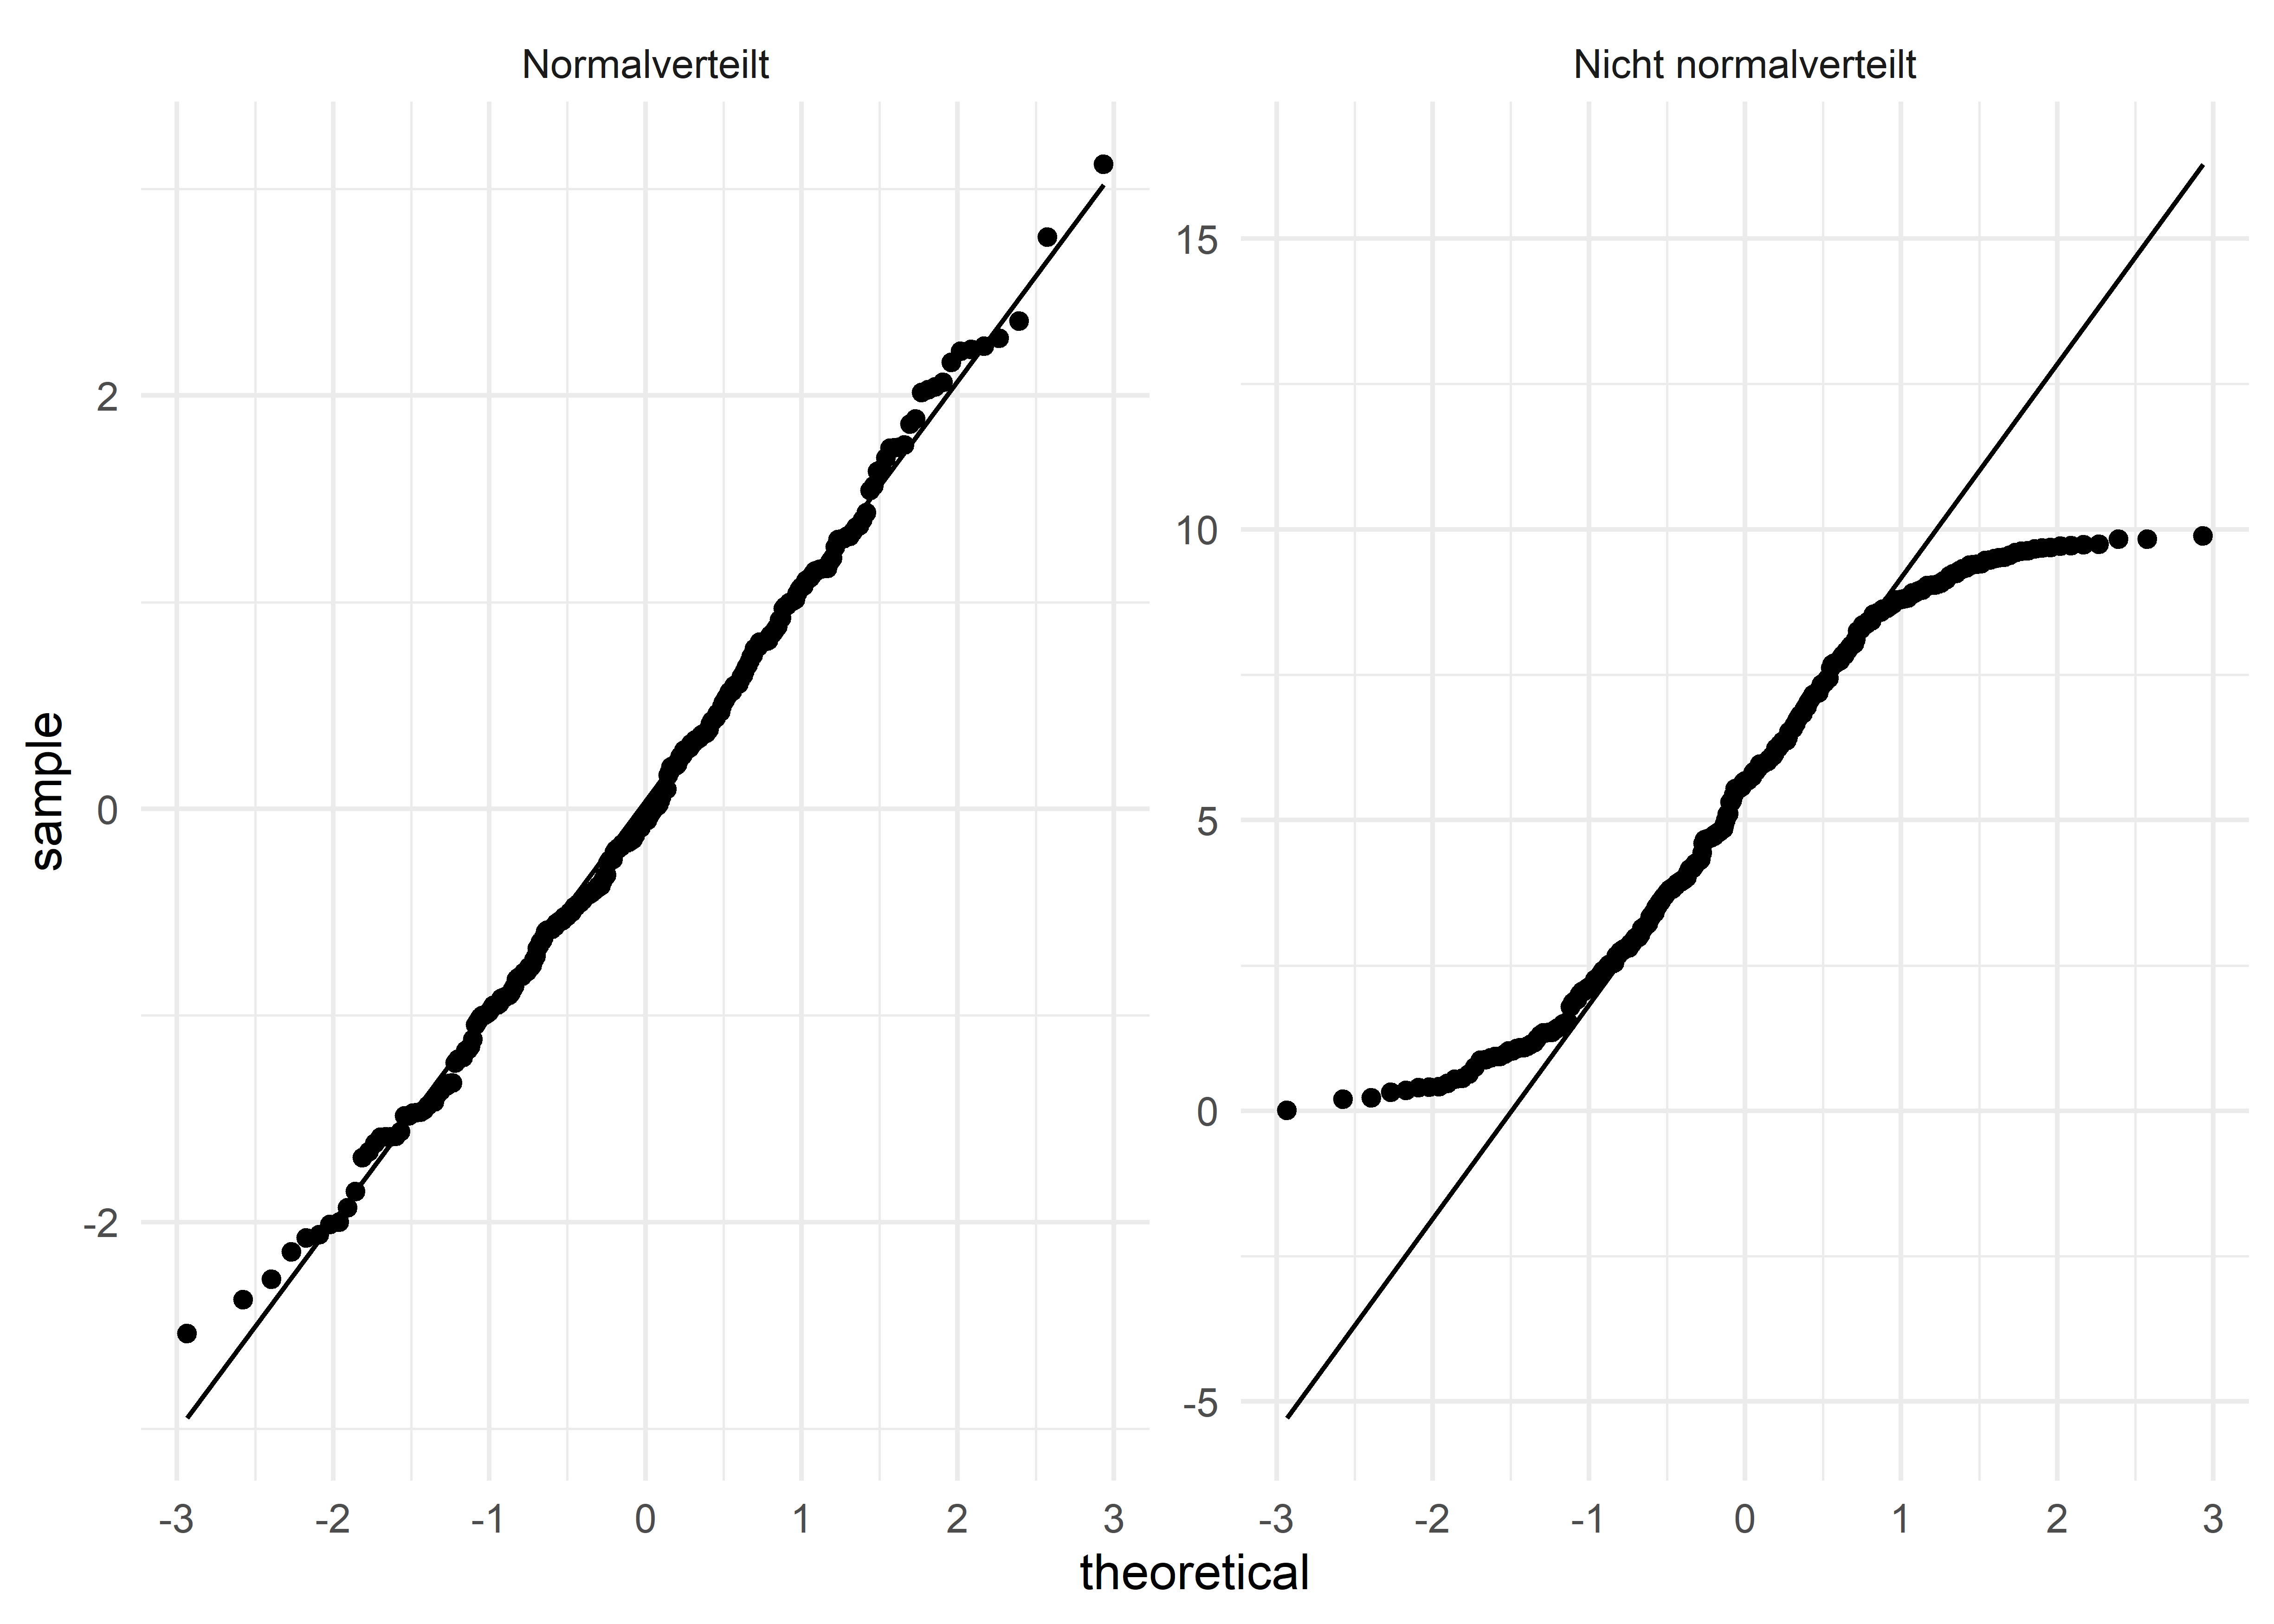 Normalverteilt
Nicht normalverteilt
sample
2
0
-2
15
10
5
0
-5
-3 -2 -1 0 1 2 3
-3 -2 -1 0 1 2 3
theoretical